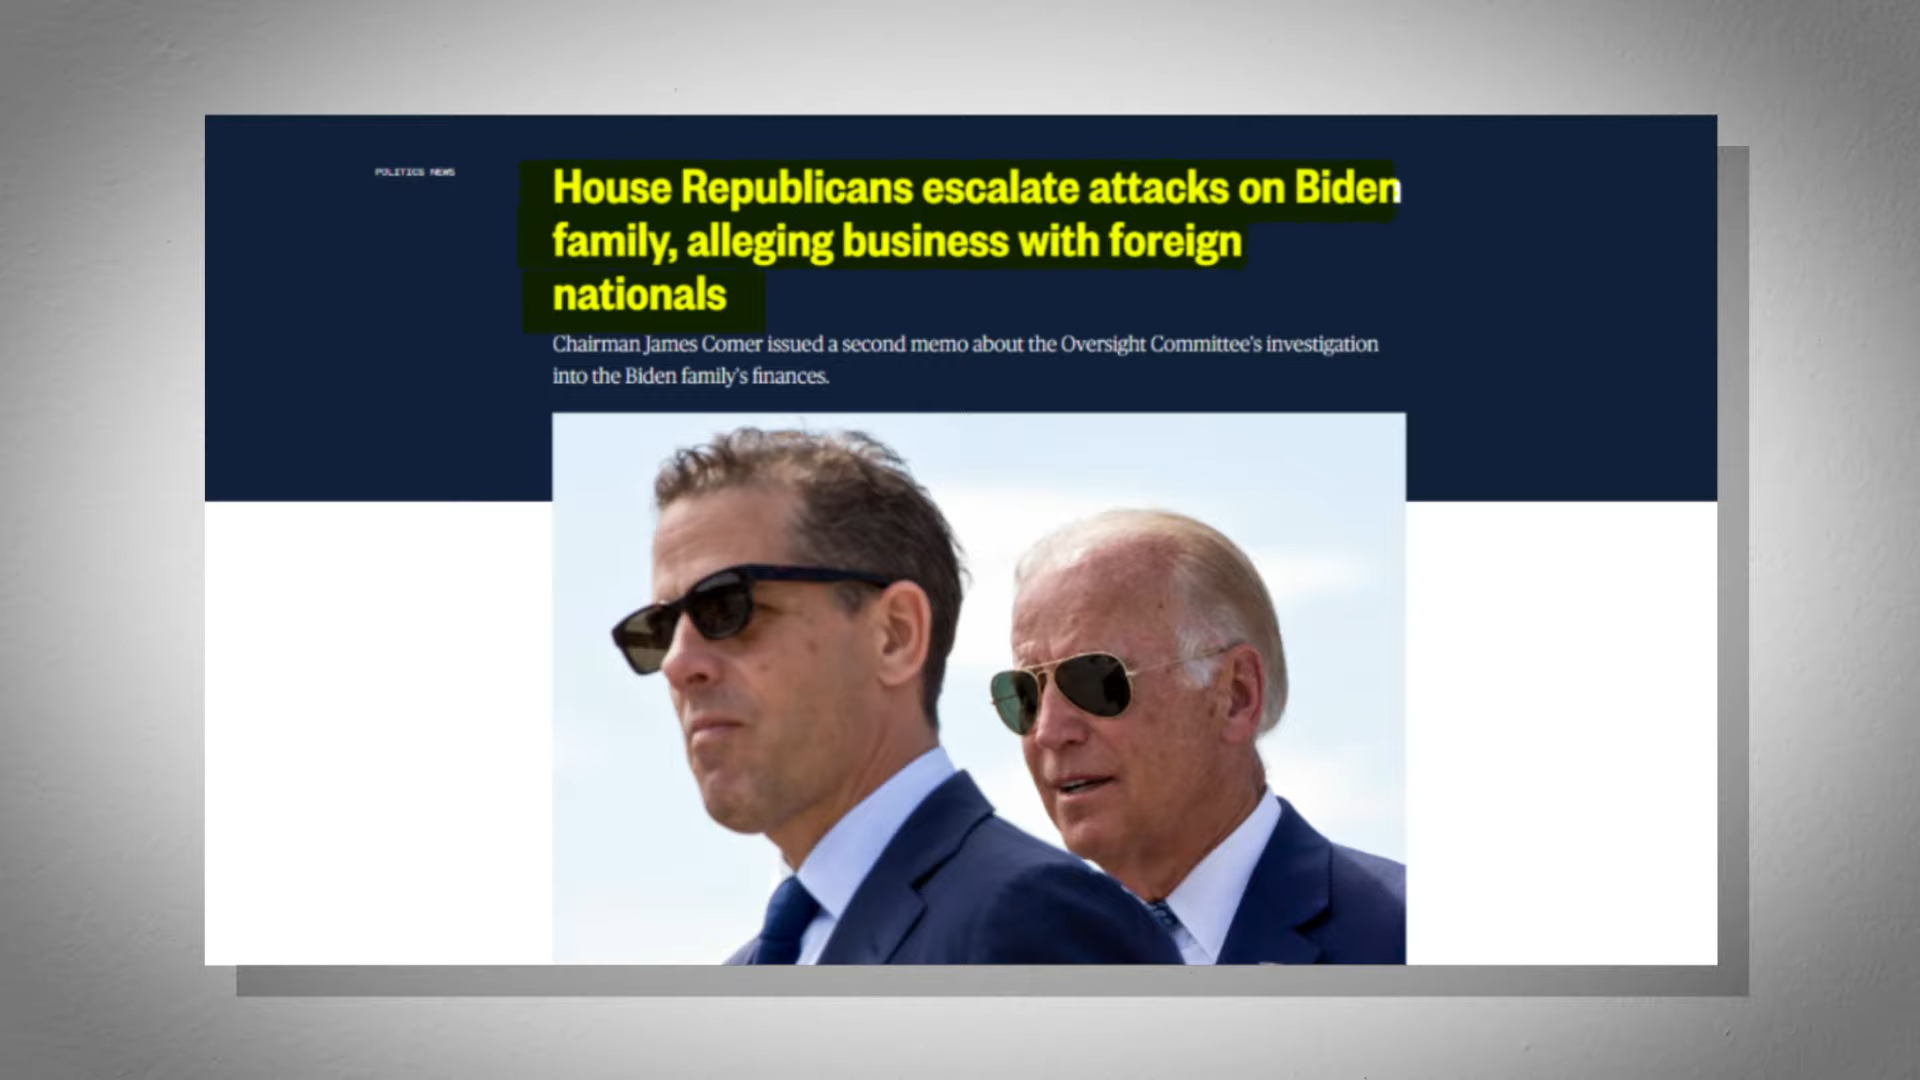 POLITICS NEWS
House Republicans escalate attacks on Biden
family, alleging business with foreign
nationals
Chairman James Comer issued a second memo about the Oversight Committee's investigation
into the Biden family's finances.